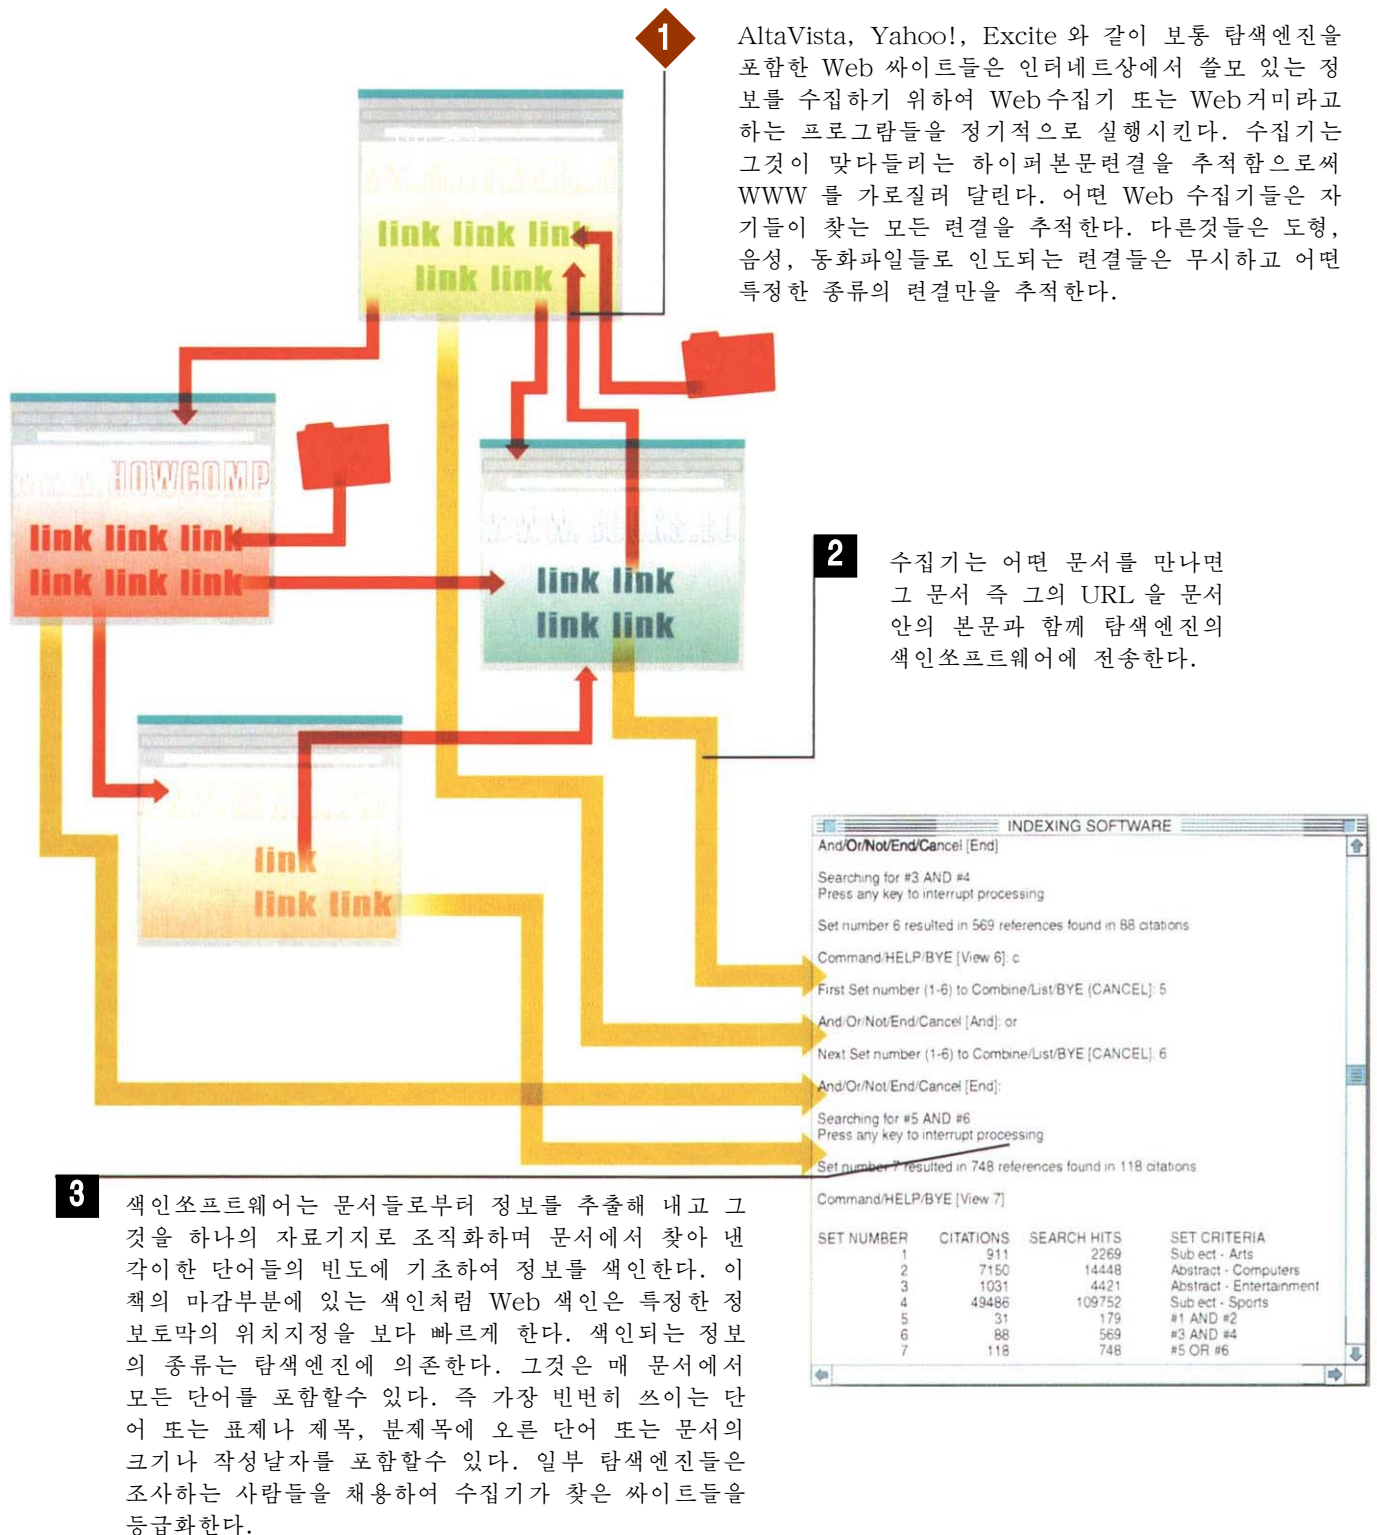 1
AltaVista, Yahoo!, Excite 와 같이 보통 탐색엔진을
포함한 Web 싸이트들은 인터네트상에서 쓸모 있는 정
보를 수집하기 위하여 Web수집기 또는 Web거미라고
하는 프로그람들을 정기적으로 실행시킨다. 수집기는
그것이 맞다들리는 하이퍼본문련결을 추적함으로써
WWW 를 가로질러 달린다. 어떤 Web 수집기들은 자
기들이 찾는 모든 련결을 추적한다. 다른것들은 도형,
음성, 동화파일들로 인도되는 련결들은 무시하고 어떤
특정한 종류의 련결만을 추적한다.
link link link
link link
WWW.HOWCOMP
link link link
link link link
WWW.BOOKS.
link link
link link
link
link link
2
수집기는 어떤 문서를 만나면
그 문서 즉 그의 URL 을 문서
안의 본문과 함께 탐색엔진의
색인쏘프트웨어에 전송한다.
INDEXING SOFTWARE
And/Or/Not/End/Cancel [End]
Searching for #3 AND #4
Press any key to interrupt processing
Set number 6 resulted in 569 references found in 88 citations
Command/HELP/BYE [View 6]: c
First Set number (1-6) to Combine/List/BYE (CANCEL]: 5
And/Or/Not/End/Cancel [And]: or
Next Set number (1-6) to Combine/List/BYE [CANCEL]: 6
And/Or/Not/End/Cancel [End]:
Searching for #5 AND #6
Press any key to interrupt processing
Set number 7 resulted in 748 references found in 118 citations
Command/HELP/BYE [View 7]
SET NUMBER CITATIONS SEARCH HITS SET CRITERIA
1 911 2269 Subject - Arts
2 7150 14448 Abstract - Computers
3 1031 4421 Abstract - Entertainment
4 49486 109752 Subject - Sports
5 31 179 #1 AND #2
6 88 569 #3 AND #4
7 118 748 #5 OR #6
3
색인쏘프트웨어는 문서들로부터 정보를 추출해 내고 그
것을 하나의 자료기지로 조직화하며 문서에서 찾아 낸
각이한 단어들의 빈도에 기초하여 정보를 색인한다. 이
책의 마감부분에 있는 색인처럼 Web 색인은 특정한 정
보토막의 위치지정을 보다 빠르게 한다. 색인되는 정보
의 종류는 탐색엔진에 의존한다. 그것은 매 문서에서
모든 단어를 포함할수 있다. 즉 가장 빈번히 쓰이는 단
어 또는 표제나 제목, 분제목에 오른 단어 또는 문서의
크기나 작성날자를 포함할수 있다. 일부 탐색엔진들은
조사하는 사람들을 채용하여 수집기가 찾은 싸이트들을
등급화한다.